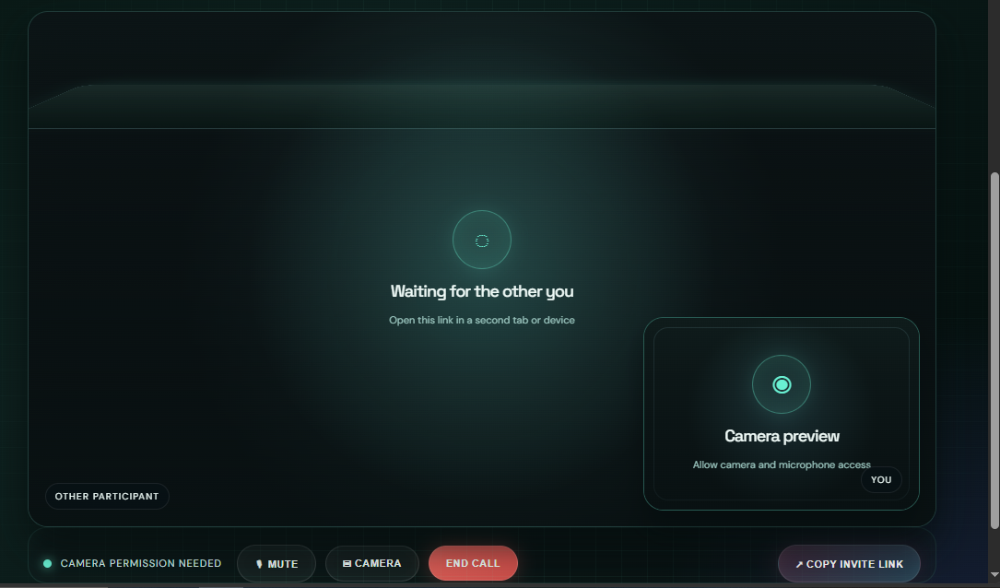 Waiting for the other you
Open this link in a second tab or device
Camera preview
Allow camera and microphone access
YOU
OTHER PARTICIPANT
CAMERA PERMISSION NEEDED
MUTE
CAMERA
END CALL
↗ COPY INVITE LINK